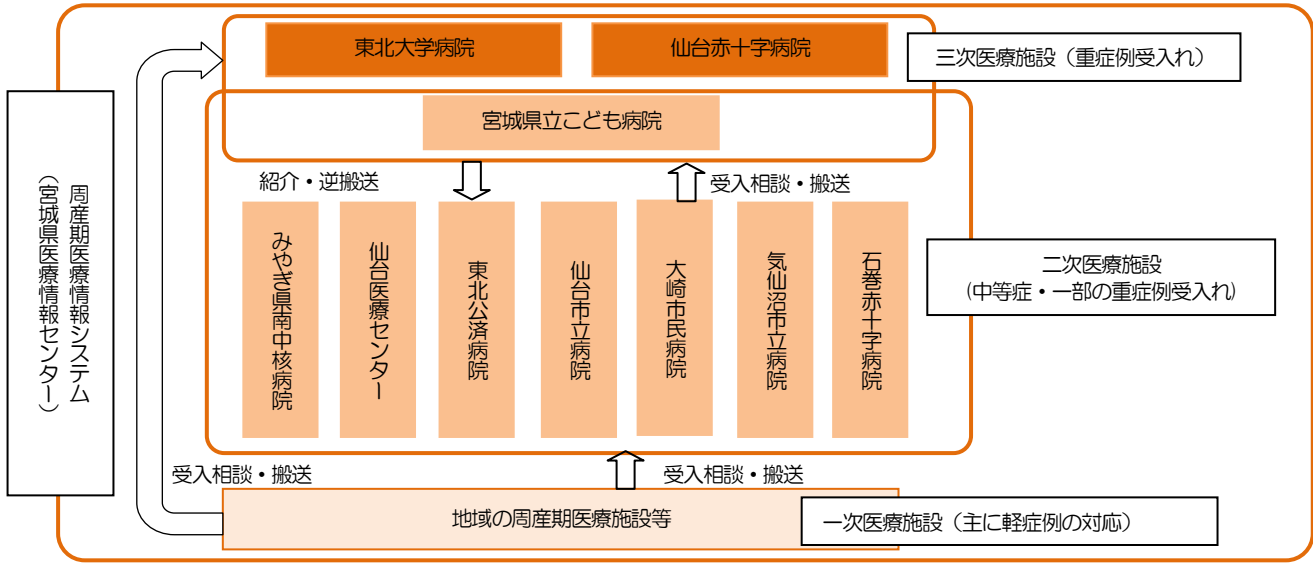 東北大学病院
仙台赤十字病院
三次医療施設（重症例受入れ）
宮城県立こども病院
周産期医療情報システム
（宮城県医療情報センター）
紹介・逆搬送
受入相談・搬送
みやぎ県南中核病院
仙台医療センター
東北公済病院
仙台市立病院
大崎市民病院
気仙沼市立病院
石巻赤十字病院
二次医療施設
(中等症・一部の重症例受入れ)
受入相談・搬送
受入相談・搬送
地域の周産期医療施設等
一次医療施設（主に軽症例の対応）